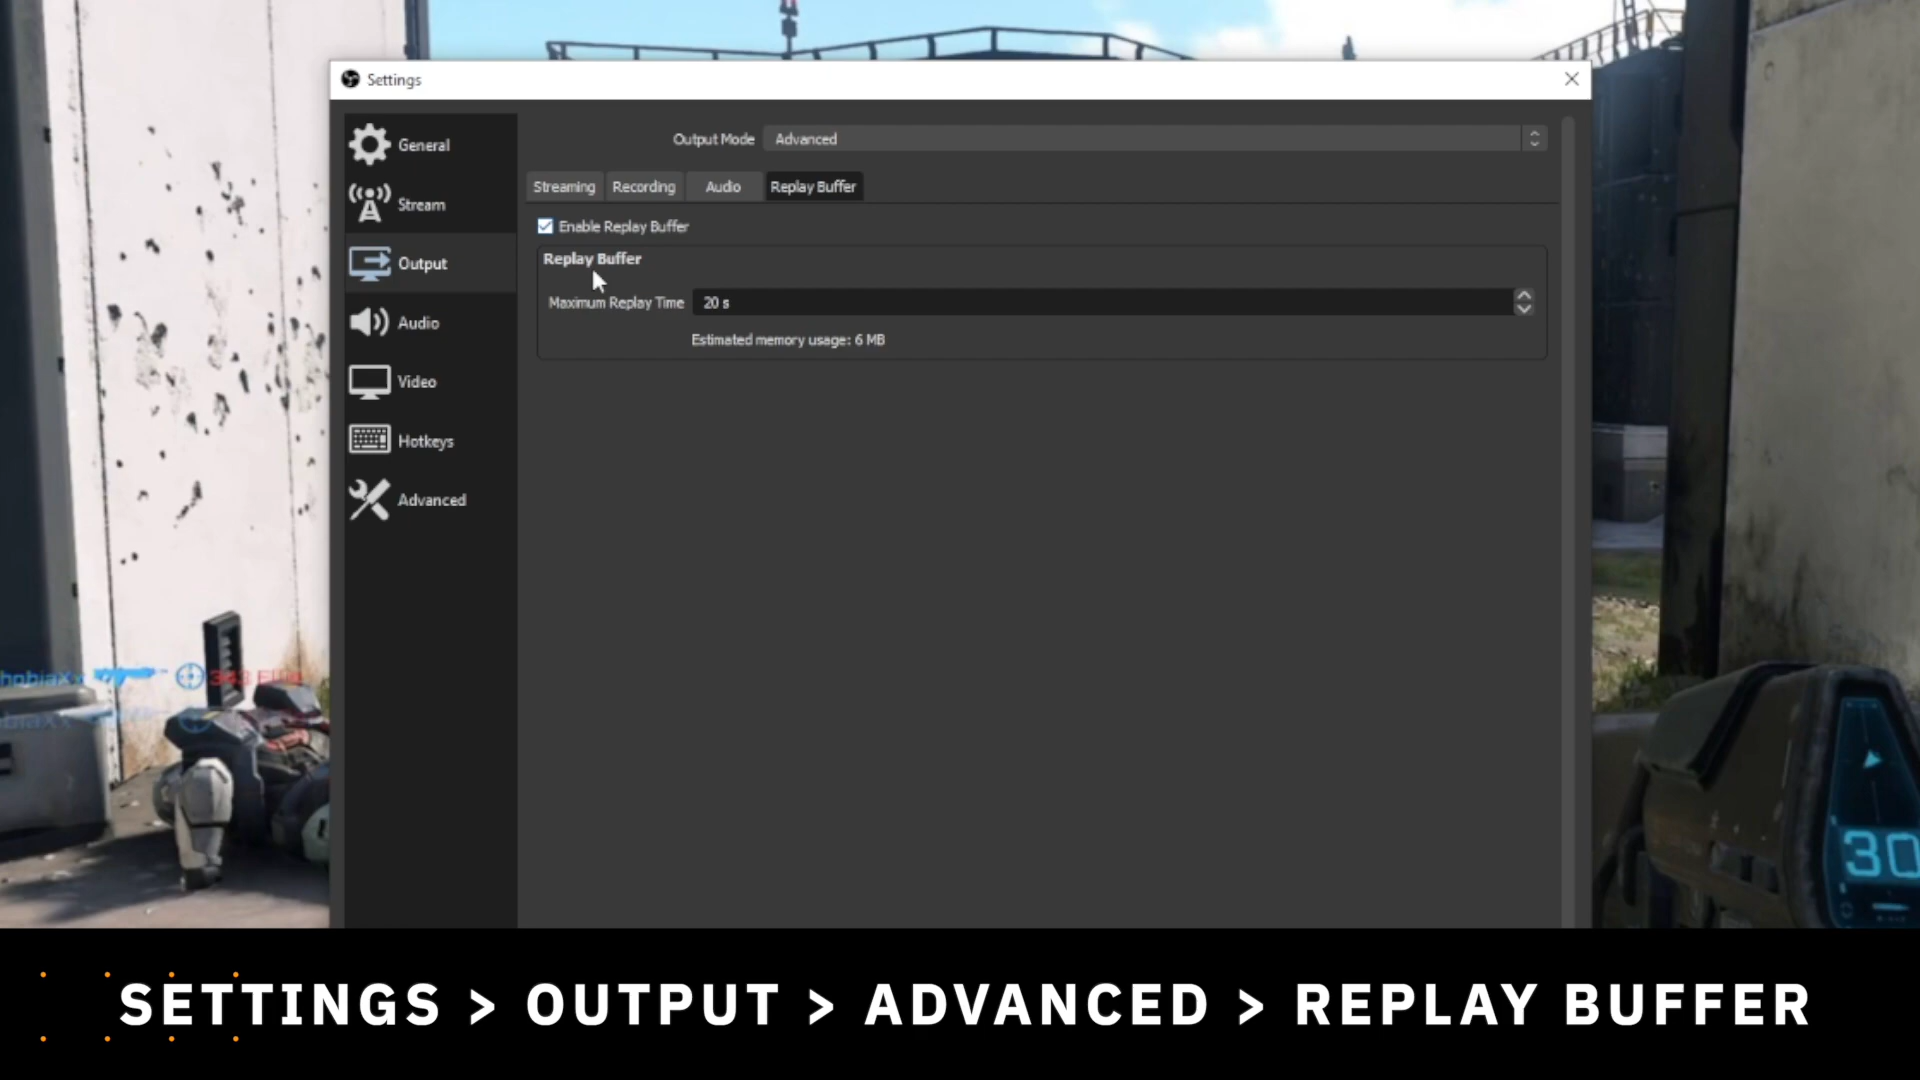 Settings
General
Stream
Output
Audio
Video
Hotkeys
Advanced
Output Mode Advanced
Streaming Recording Audio Replay Buffer
Enable Replay Buffer
Replay Buffer
Maximum Replay Time 20 s
Estimated memory usage: 6 MB
30
SETTINGS > OUTPUT > ADVANCED > REPLAY BUFFER